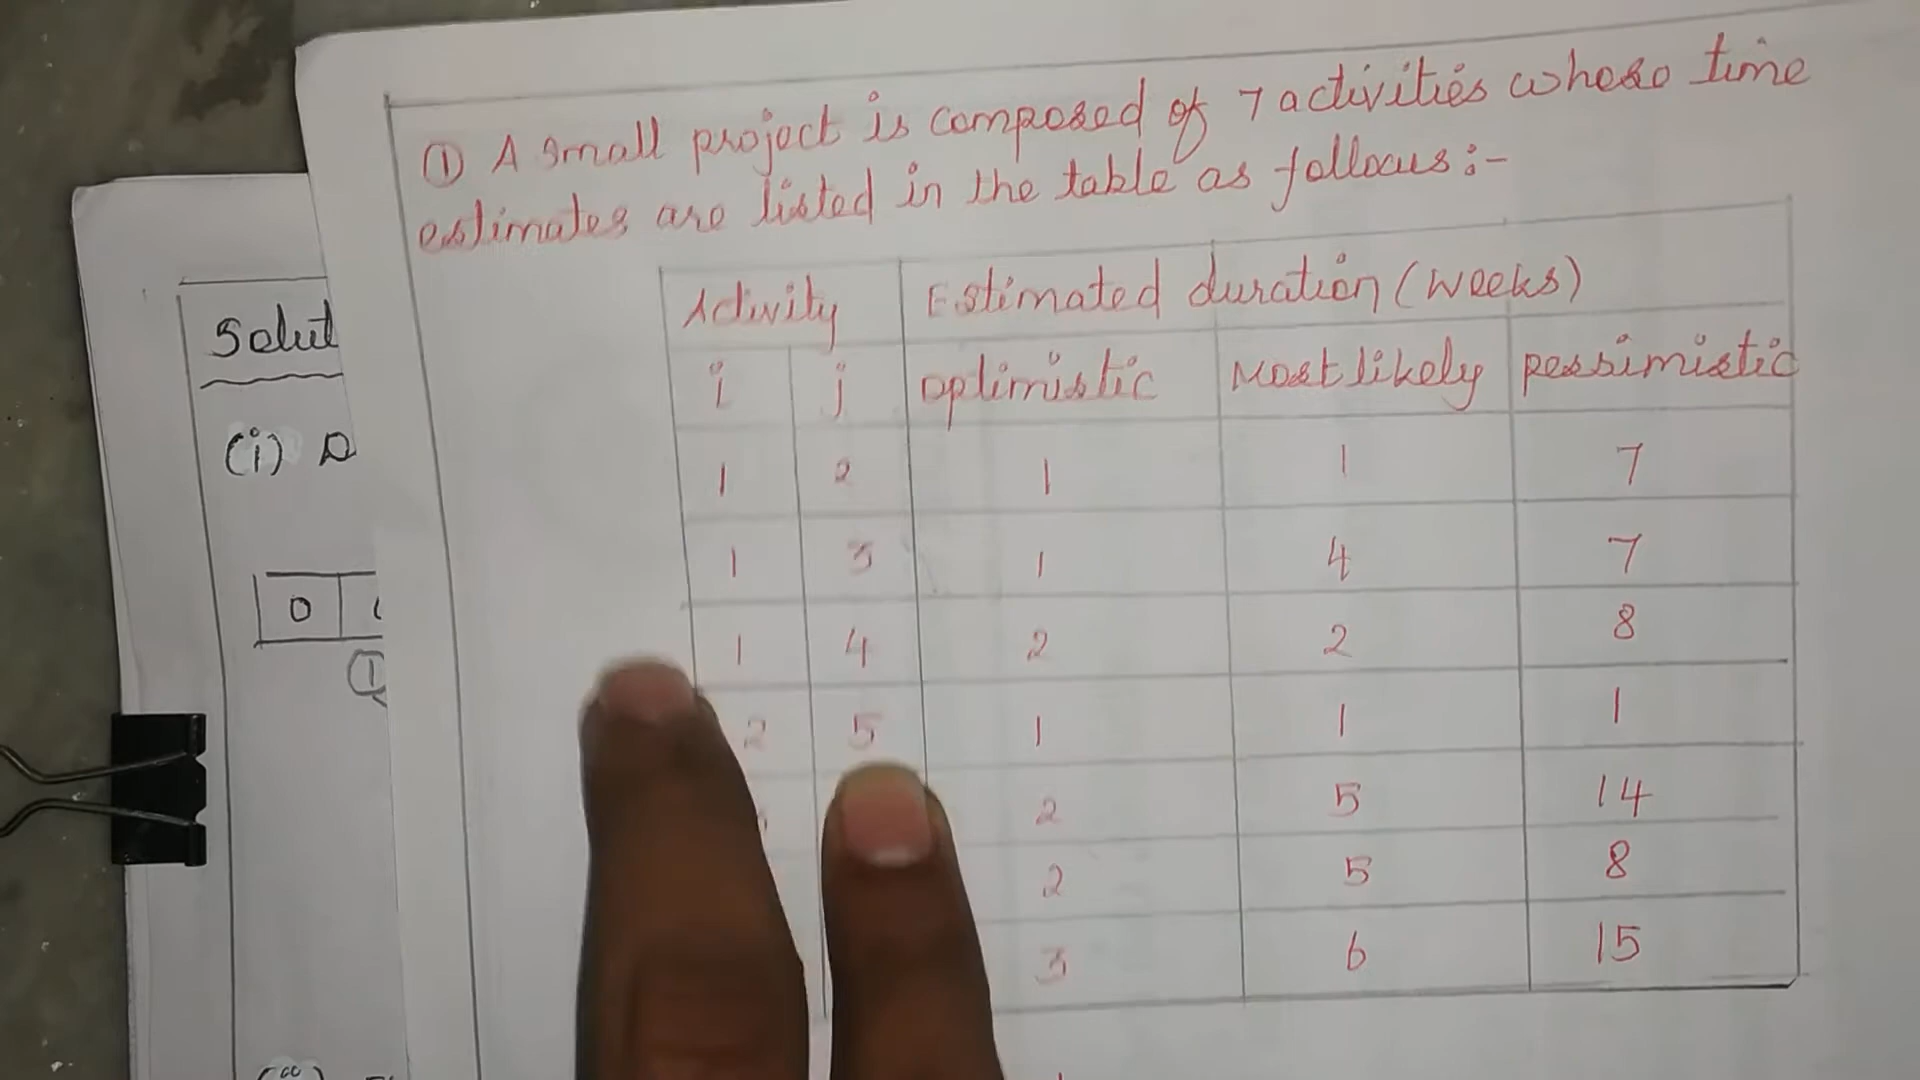 ① A small project is composed of 7 activities whose time
estimates are listed in the table as follows :-
Activity Estimated duration (weeks)
i j optimistic Most likely pessimistic
1 2 1 1 7
1 3 1 4 7
1 4 2 2 8
2 5 1 1 1
2 5 14
2 5 8
3 6 15
Solut
(i) D
0
①